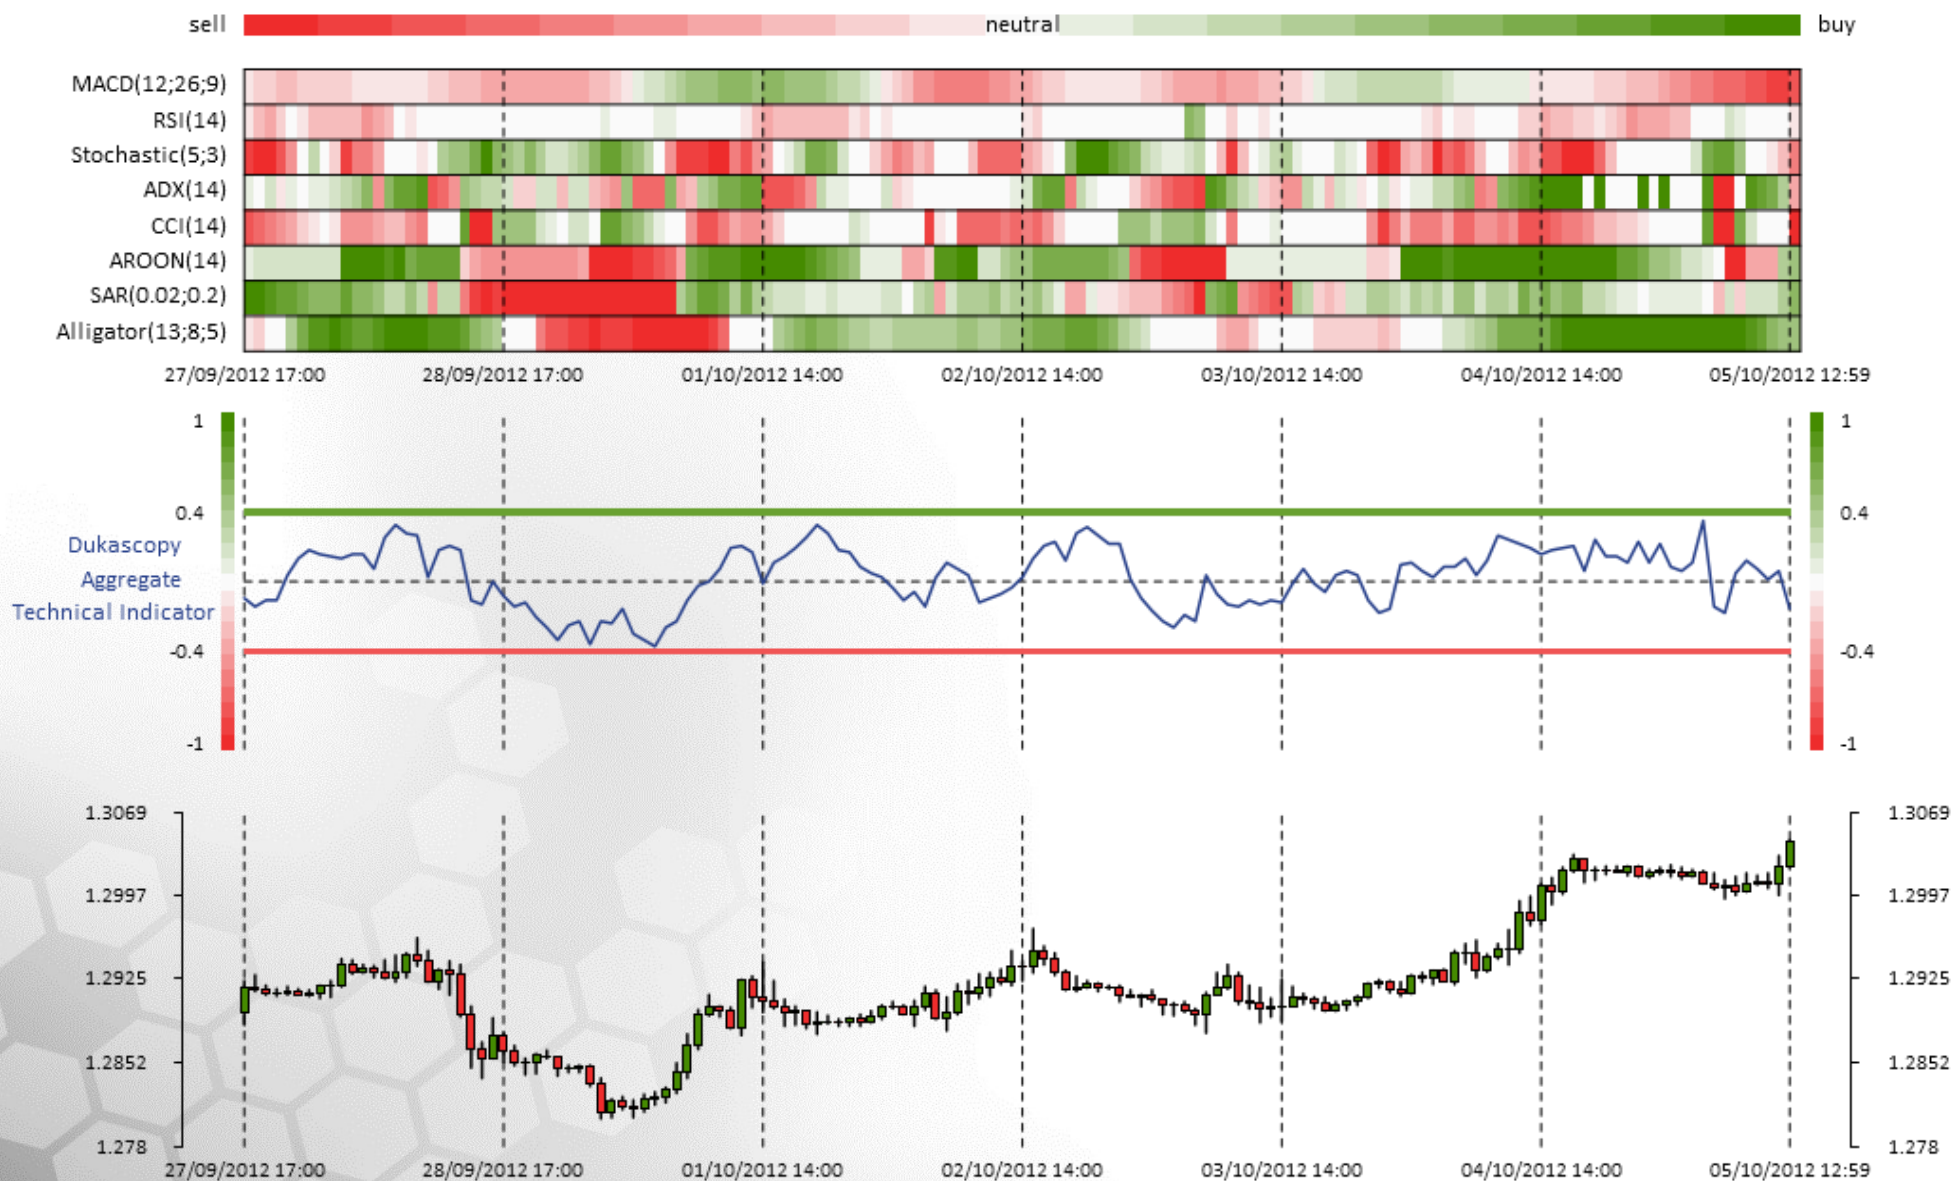 sell neutral buy
MACD(12;26;9)
RSI(14)
Stochastic(5;3)
ADX(14)
CCI(14)
AROON(14)
SAR(0.02;0.2)
Alligator(13;8;5)
27/09/2012 17:00 28/09/2012 17:00 01/10/2012 14:00 02/10/2012 14:00 03/10/2012 14:00 04/10/2012 14:00 05/10/2012 12:59
1 1
0.4 0.4
Dukascopy
Aggregate
Technical Indicator
-0.4 -0.4
-1 -1
1.3069 1.3069
1.2997 1.2997
1.2925 1.2925
1.2852 1.2852
1.278 1.278
27/09/2012 17:00 28/09/2012 17:00 01/10/2012 14:00 02/10/2012 14:00 03/10/2012 14:00 04/10/2012 14:00 05/10/2012 12:59